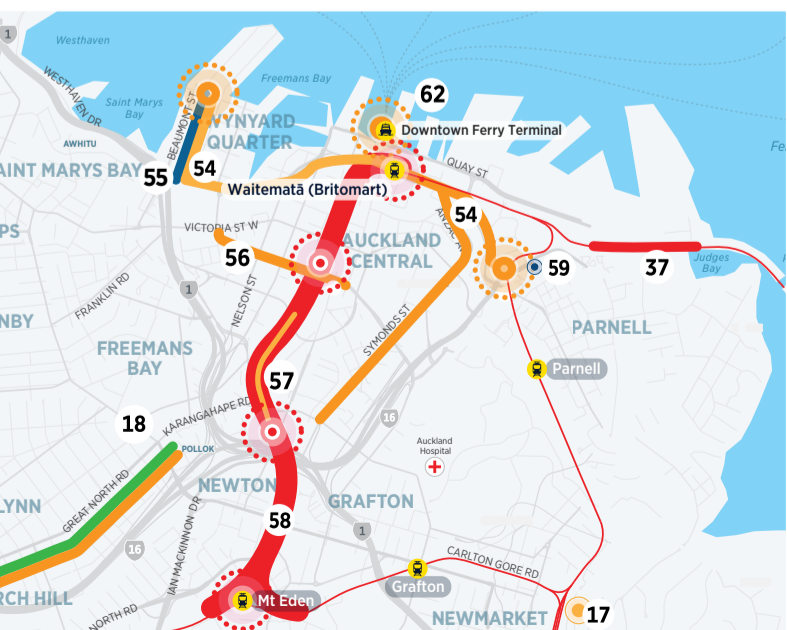 1
Westhaven
WESTHAVEN DR
Freemans Bay
Saint Marys
Bay
62
BEAUMONT ST
WYNYARD
QUARTER
Downtown Ferry Terminal
AWHITU
AINT MARYS BAY
55
54
QUAY ST
Waitematā (Britomart)
VICTORIA ST W
54
PS
56
AUCKLAND
CENTRAL
59
37
Judges
Bay
FRANKLIN RD
1
NELSON ST
SYMONDS ST
NBY
PARNELL
FREEMANS
BAY
57
Parnell
18
KARANGAHAPE RD
16
POLLOK
Auckland
Hospital
LYNN
GREAT NORTH RD
NEWTON
GRAFTON
IAN MACKINNON DR
58
1
16
CARLTON GORE RD
Grafton
RCH HILL
Mt Eden
NORTH RD
NEWMARKET
17